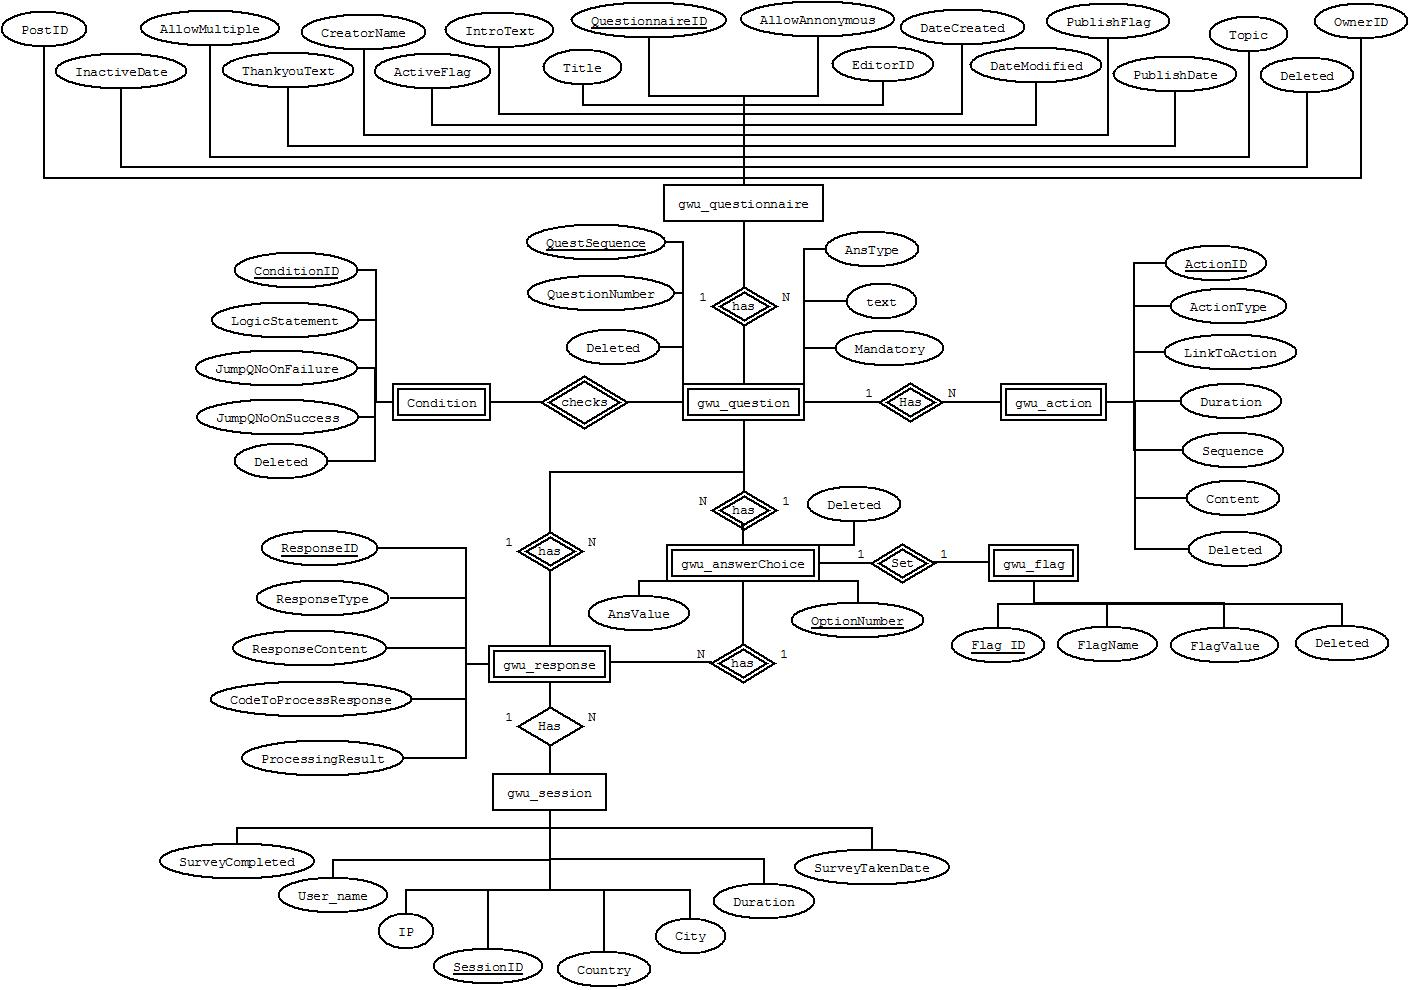 PostID
AllowMultiple
CreatorName
IntroText
QuestionnaireID
AllowAnnonymous
DateCreated
PublishFlag
Topic
OwnerID
InactiveDate
ThankyouText
ActiveFlag
Title
EditorID
DateModified
PublishDate
Deleted
gwu_questionnaire
QuestSequence
QuestionNumber
Deleted
1
has
N
AnsType
text
Mandatory
ConditionID
LogicStatement
JumpQNoOnFailure
JumpQNoOnSuccess
Deleted
Condition
checks
gwu_question
1
Has
N
gwu_action
ActionID
ActionType
LinkToAction
Duration
Sequence
Content
Deleted
N
has
1
Deleted
1
has
N
gwu_answerChoice
1
Set
1
gwu_flag
AnsValue
OptionNumber
Flag_ID
FlagName
FlagValue
Deleted
ResponseID
ResponseType
ResponseContent
CodeToProcessResponse
ProcessingResult
gwu_response
N
has
1
1
Has
N
gwu_session
SurveyCompleted
User_name
IP
SessionID
Country
City
Duration
SurveyTakenDate